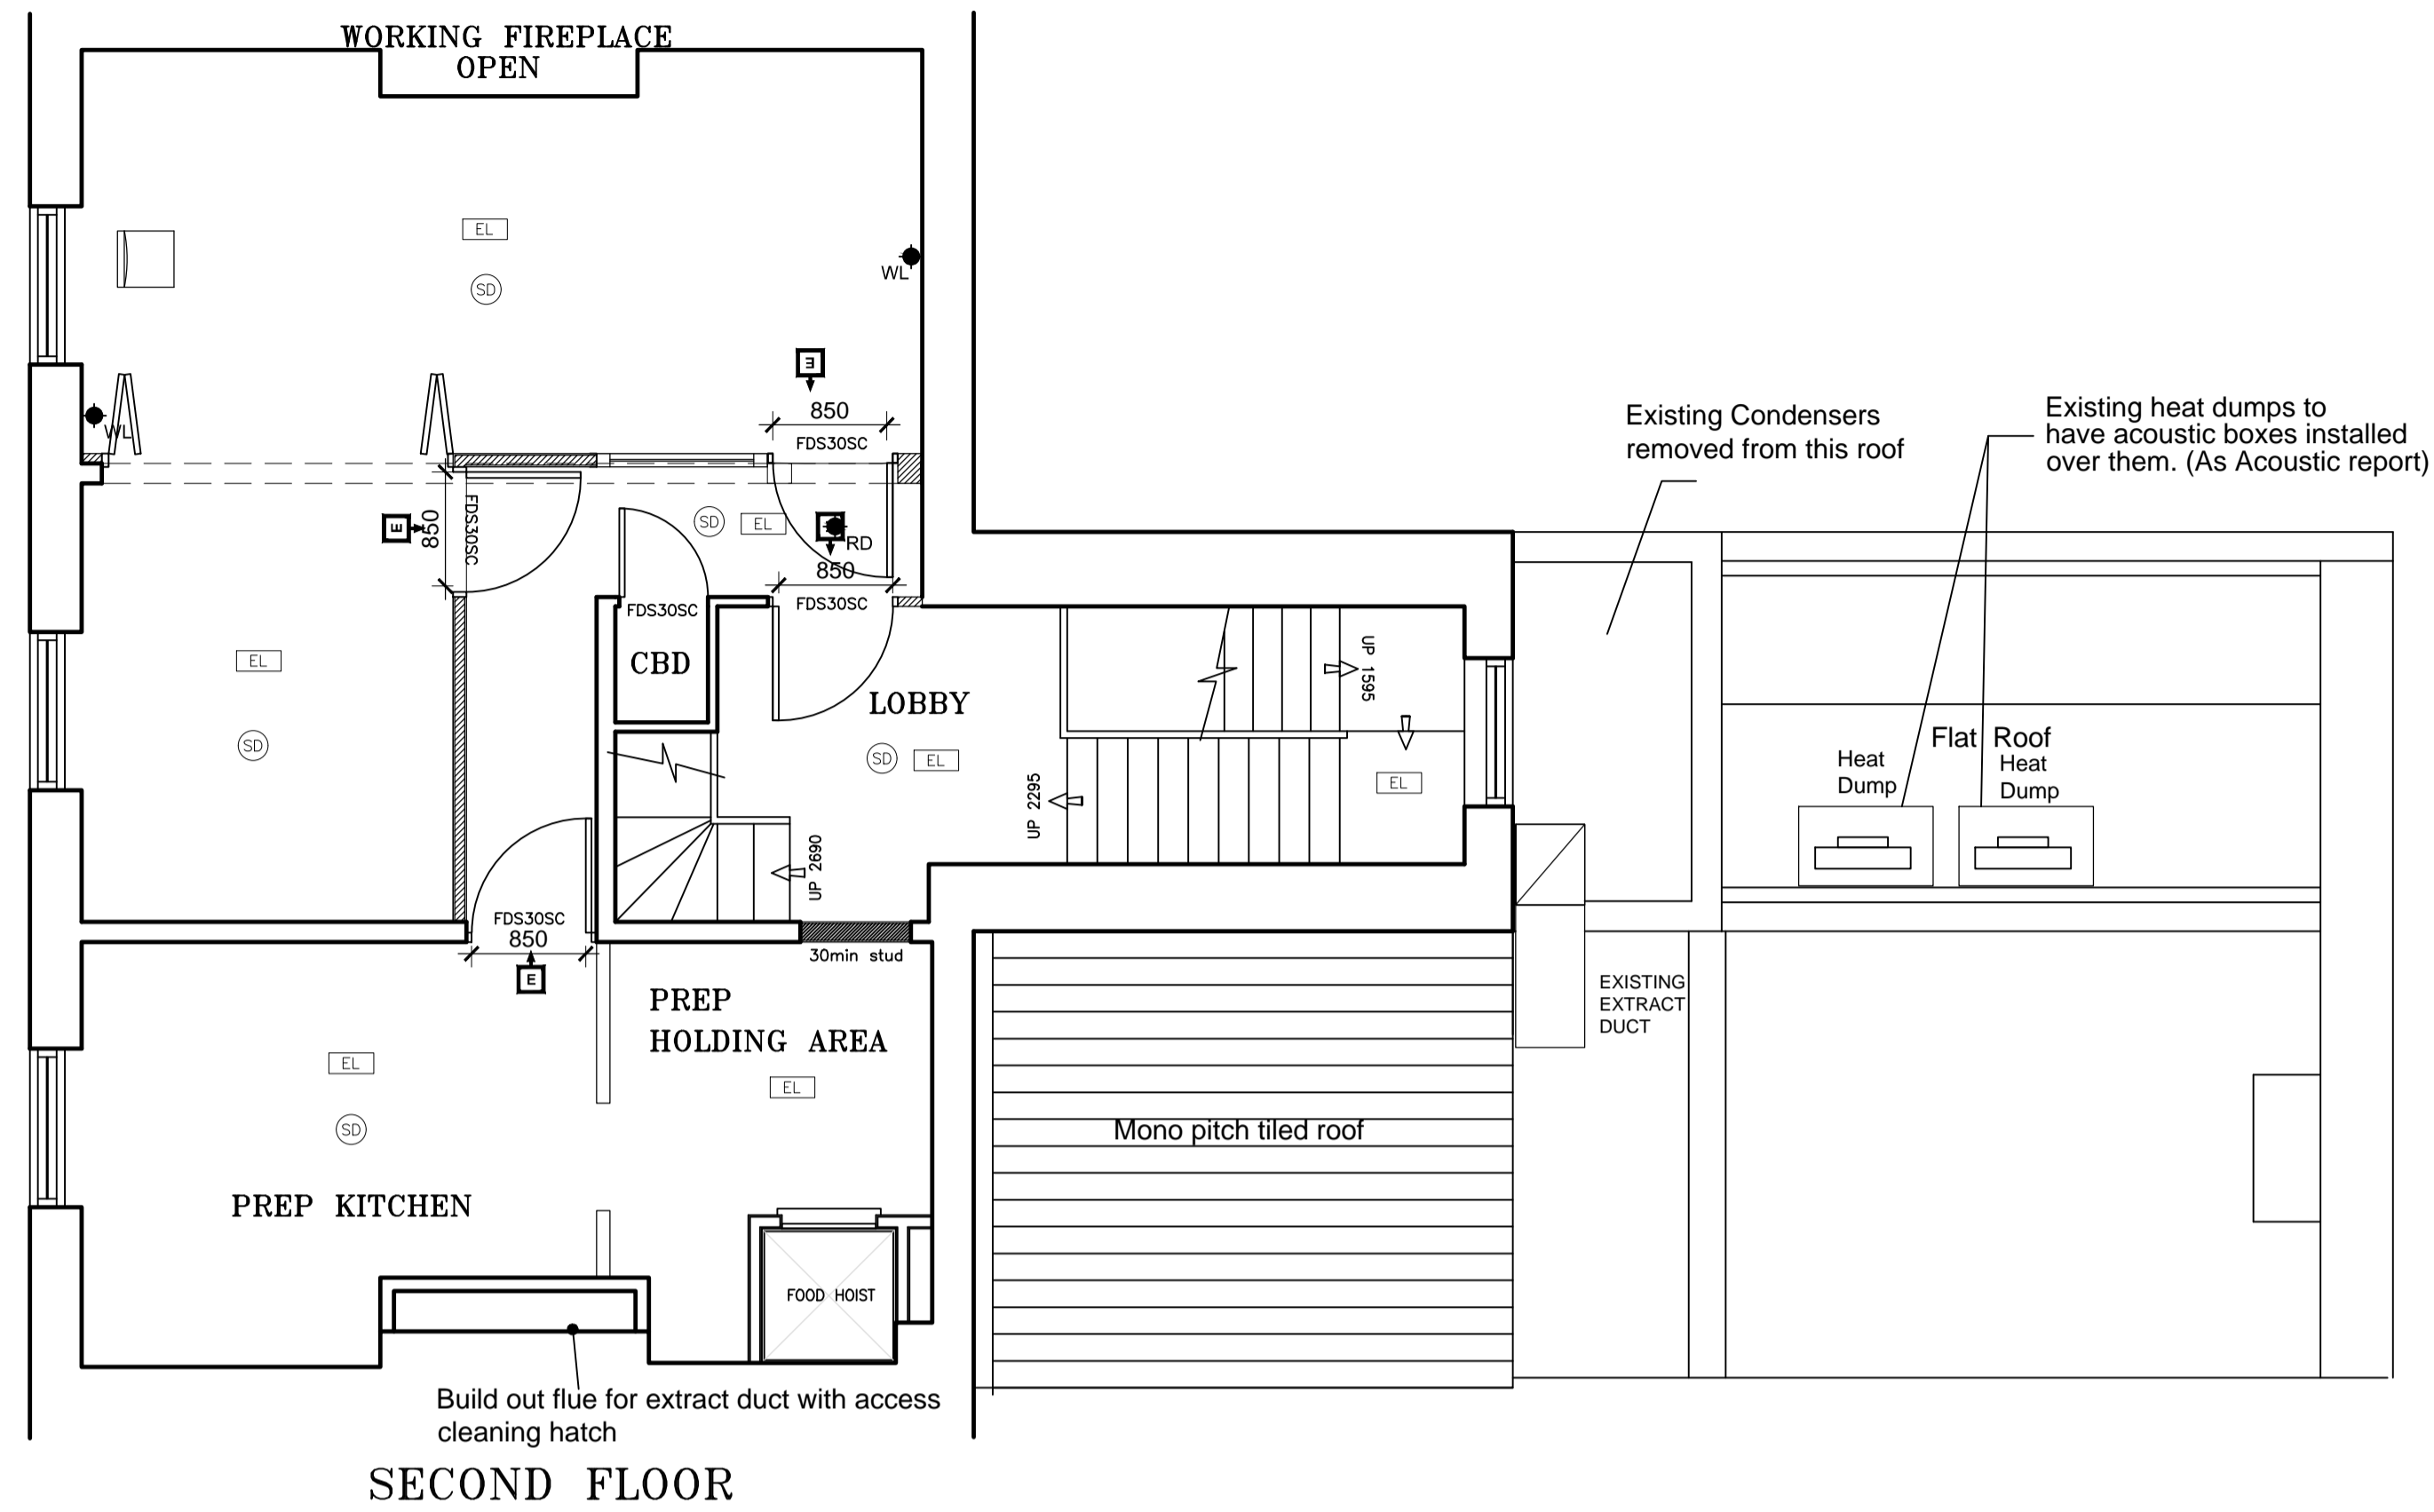 WORKING FIREPLACE
OPEN
EL
SD
WL
E
850
FDS30SC
WL
Existing Condensers
removed from this roof
Existing heat dumps to
have acoustic boxes installed
over them. (As Acoustic report)
E
850
FDS30SC
SD
EL
RD
850
FDS30SC
FDS30SC
CBD
EL
SD
LOBBY
SD
EL
UP 1595
UP 2295
EL
UP 2690
Flat Roof
Heat
Dump
Heat
Dump
FDS30SC
850
E
30min stud
PREP
HOLDING AREA
EL
EL
SD
PREP KITCHEN
FOOD HOIST
EXISTING
EXTRACT
DUCT
Mono pitch tiled roof
Build out flue for extract duct with access
cleaning hatch
SECOND FLOOR